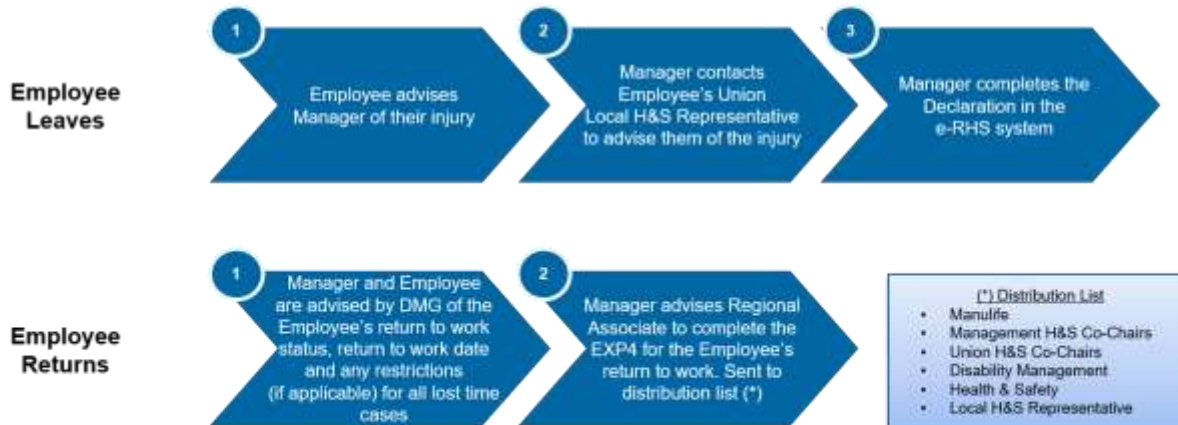 Employee
Leaves
1
Employee advises
Manager of their injury
2
Manager contacts
Employee's Union
Local H&S Representative
to advise them of the injury
3
Manager completes the
Declaration in the
e-RHS system
Employee
Returns
1
Manager and Employee
are advised by DMG of the
Employee's return to work
status, return to work date
and any restrictions
(if applicable) for all lost time
cases
2
Manager advises Regional
Associate to complete the
EXP4 for the Employee's
return to work. Sent to
distribution list (*)
(*) Distribution List
• Manulife
• Management H&S Co-Chairs
• Union H&S Co-Chairs
• Disability Management
• Health & Safety
• Local H&S Representative